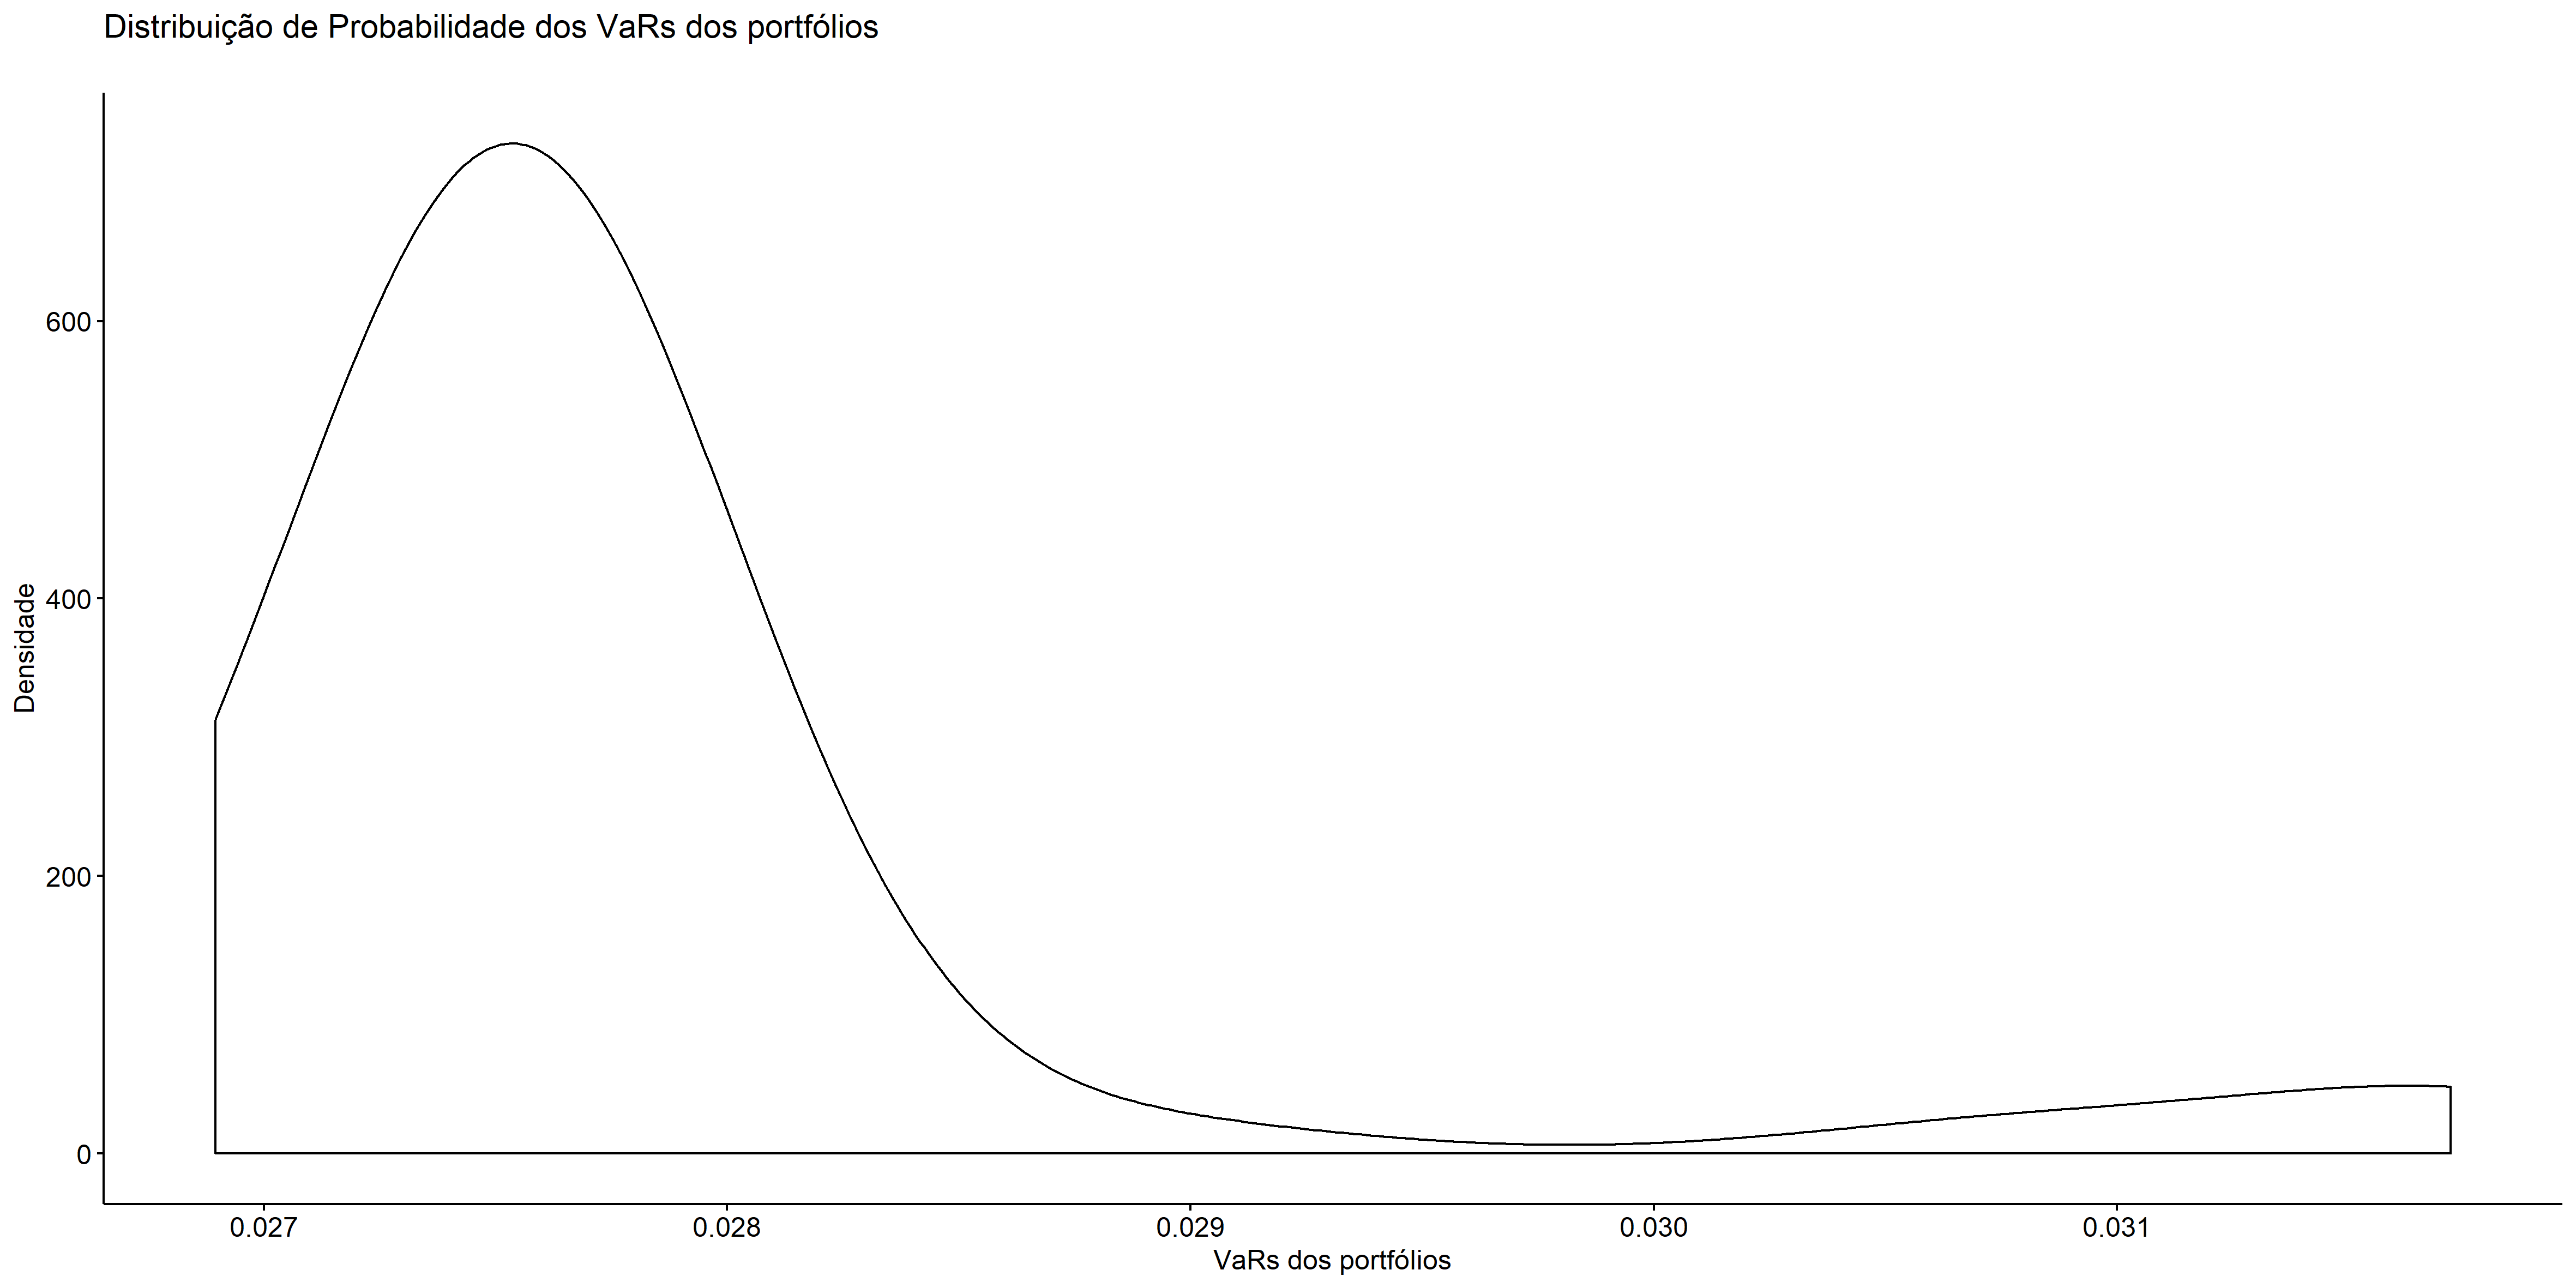 Distribuição de Probabilidade dos VaRs dos portfólios
600
400
200
0
Densidade
0.027 0.028 0.029 0.030 0.031
VaRs dos portfólios